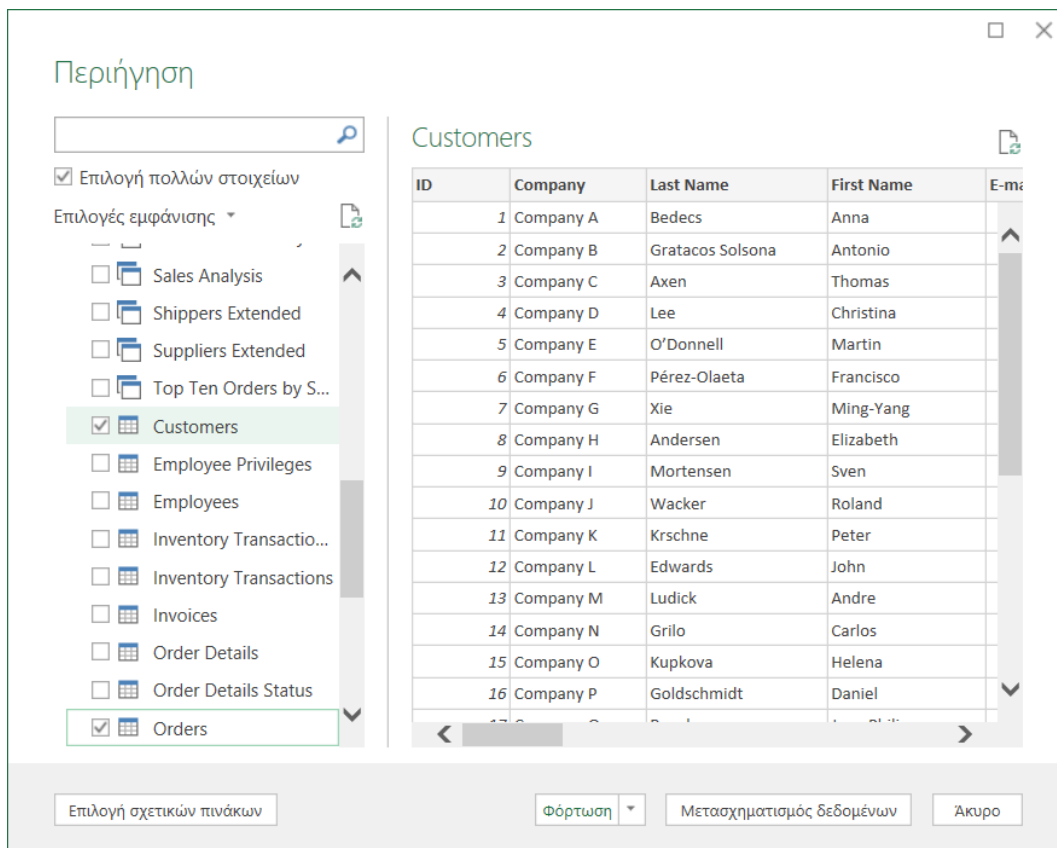 Περιήγηση
Επιλογή πολλών στοιχείων
Επιλογές εμφάνισης
Sales Analysis
Shippers Extended
Suppliers Extended
Top Ten Orders by S...
Customers
Employee Privileges
Employees
Inventory Transactio...
Inventory Transactions
Invoices
Order Details
Order Details Status
Orders
Customers
ID Company Last Name First Name E-ma
1 Company A Bedecs Anna
2 Company B Gratacos Solsona Antonio
3 Company C Axen Thomas
4 Company D Lee Christina
5 Company E O’Donnell Martin
6 Company F Pérez-Olaeta Francisco
7 Company G Xie Ming-Yang
8 Company H Andersen Elizabeth
9 Company I Mortensen Sven
10 Company J Wacker Roland
11 Company K Krschne Peter
12 Company L Edwards John
13 Company M Ludick Andre
14 Company N Grilo Carlos
15 Company O Kupkova Helena
16 Company P Goldschmidt Daniel
Επιλογή σχετικών πινάκων
Φόρτωση
Μετασχηματισμός δεδομένων
Άκυρο